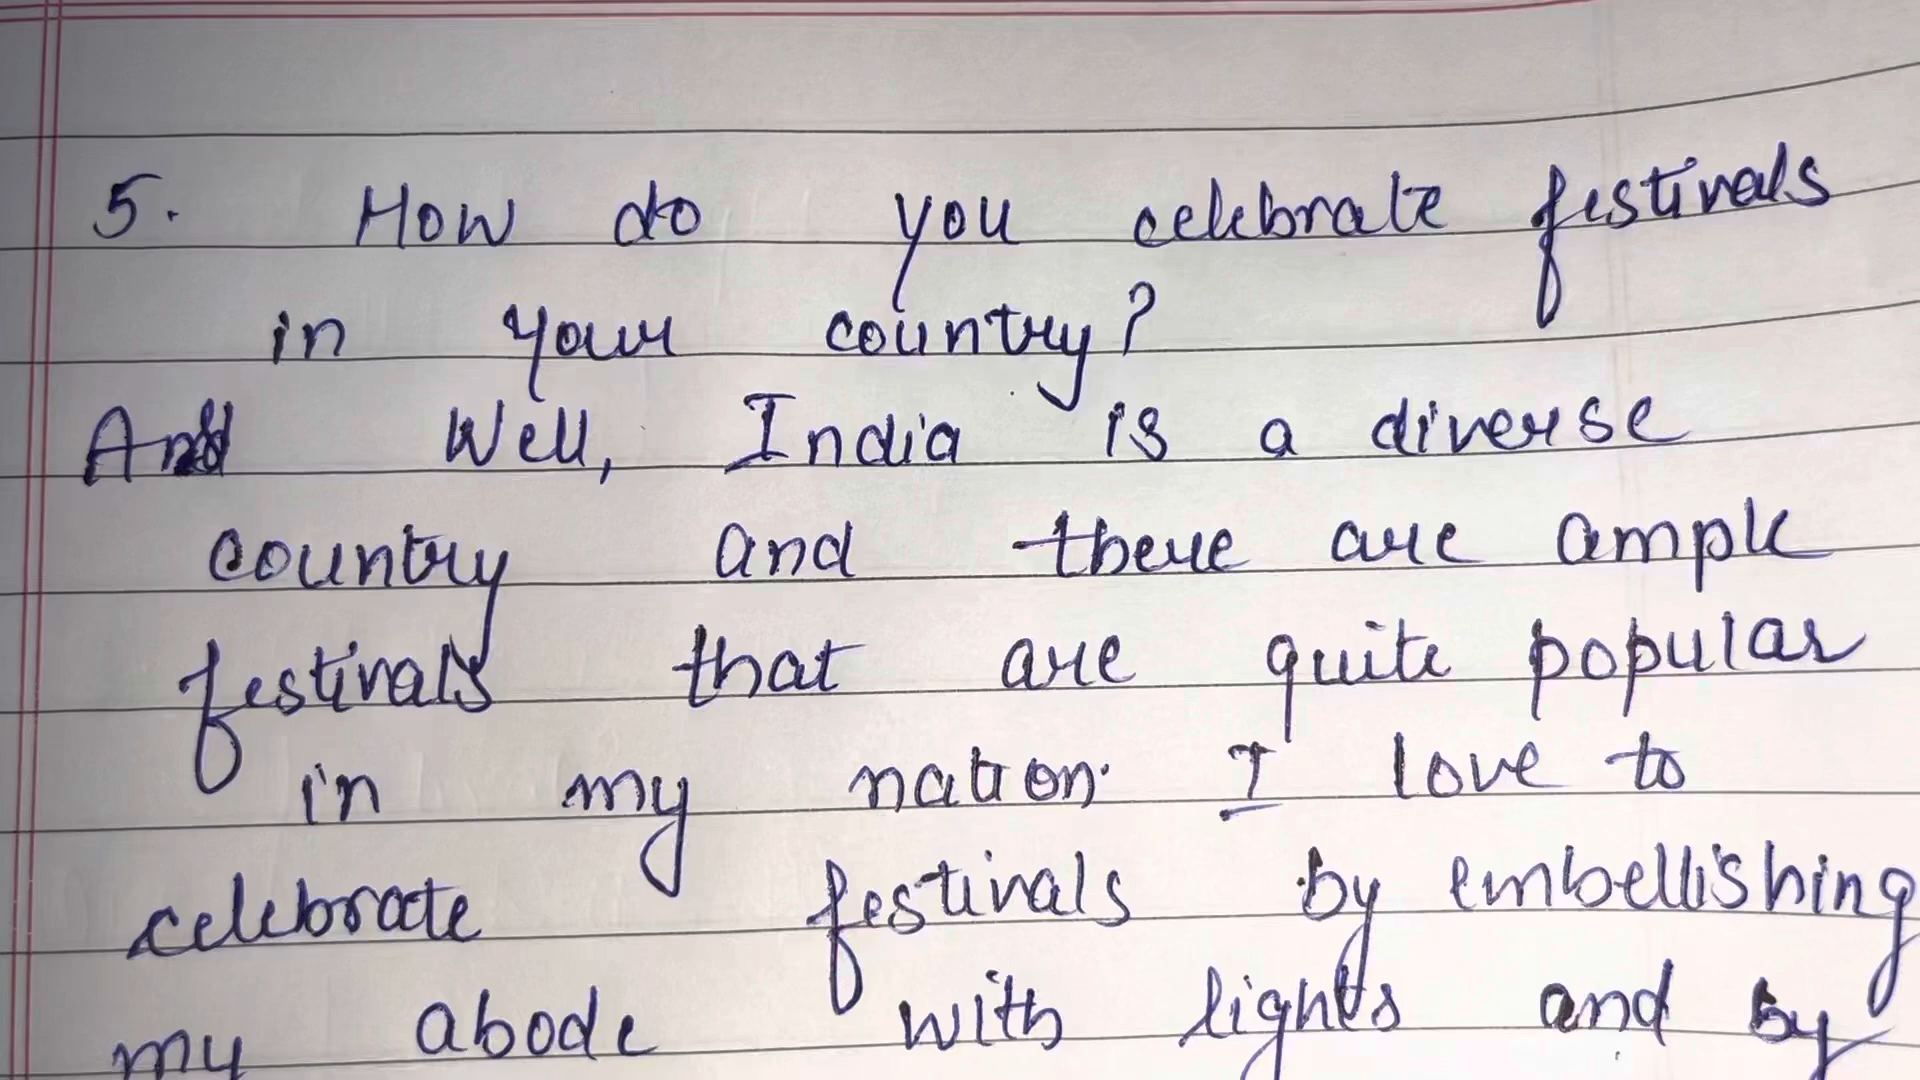 5. How do you celebrate festivals
in your country?
Ans Well, India is a diverse
country and there are ample
festivals that are quite popular
in my nation. I love to
celebrate festivals by embellishing
my abode with lights and by